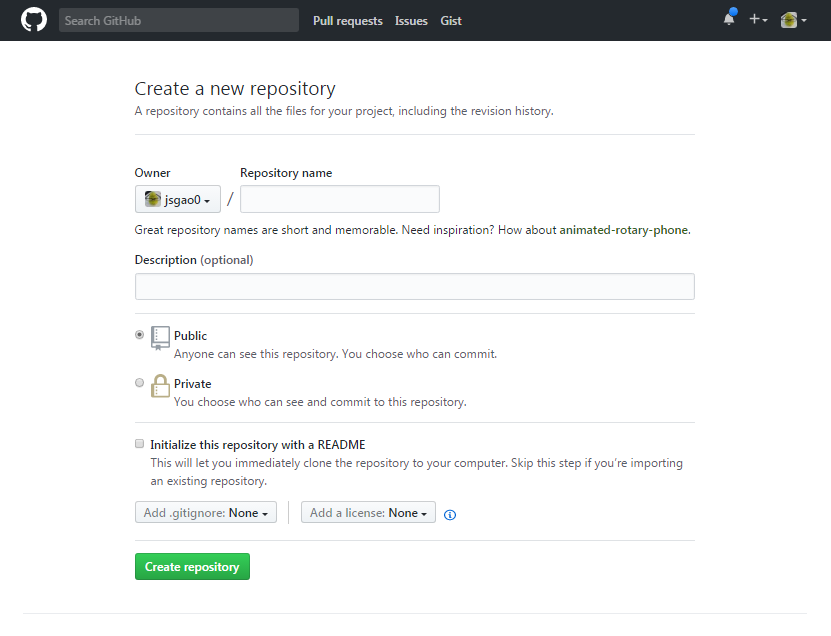 Search GitHub Pull requests Issues Gist
Create a new repository
A repository contains all the files for your project, including the revision history.
Owner Repository name
jsgao0 /
Great repository names are short and memorable. Need inspiration? How about animated-rotary-phone.
Description (optional)
Public
Anyone can see this repository. You choose who can commit.
Private
You choose who can see and commit to this repository.
Initialize this repository with a README
This will let you immediately clone the repository to your computer. Skip this step if you’re importing
an existing repository.
Add .gitignore: None Add a license: None
Create repository